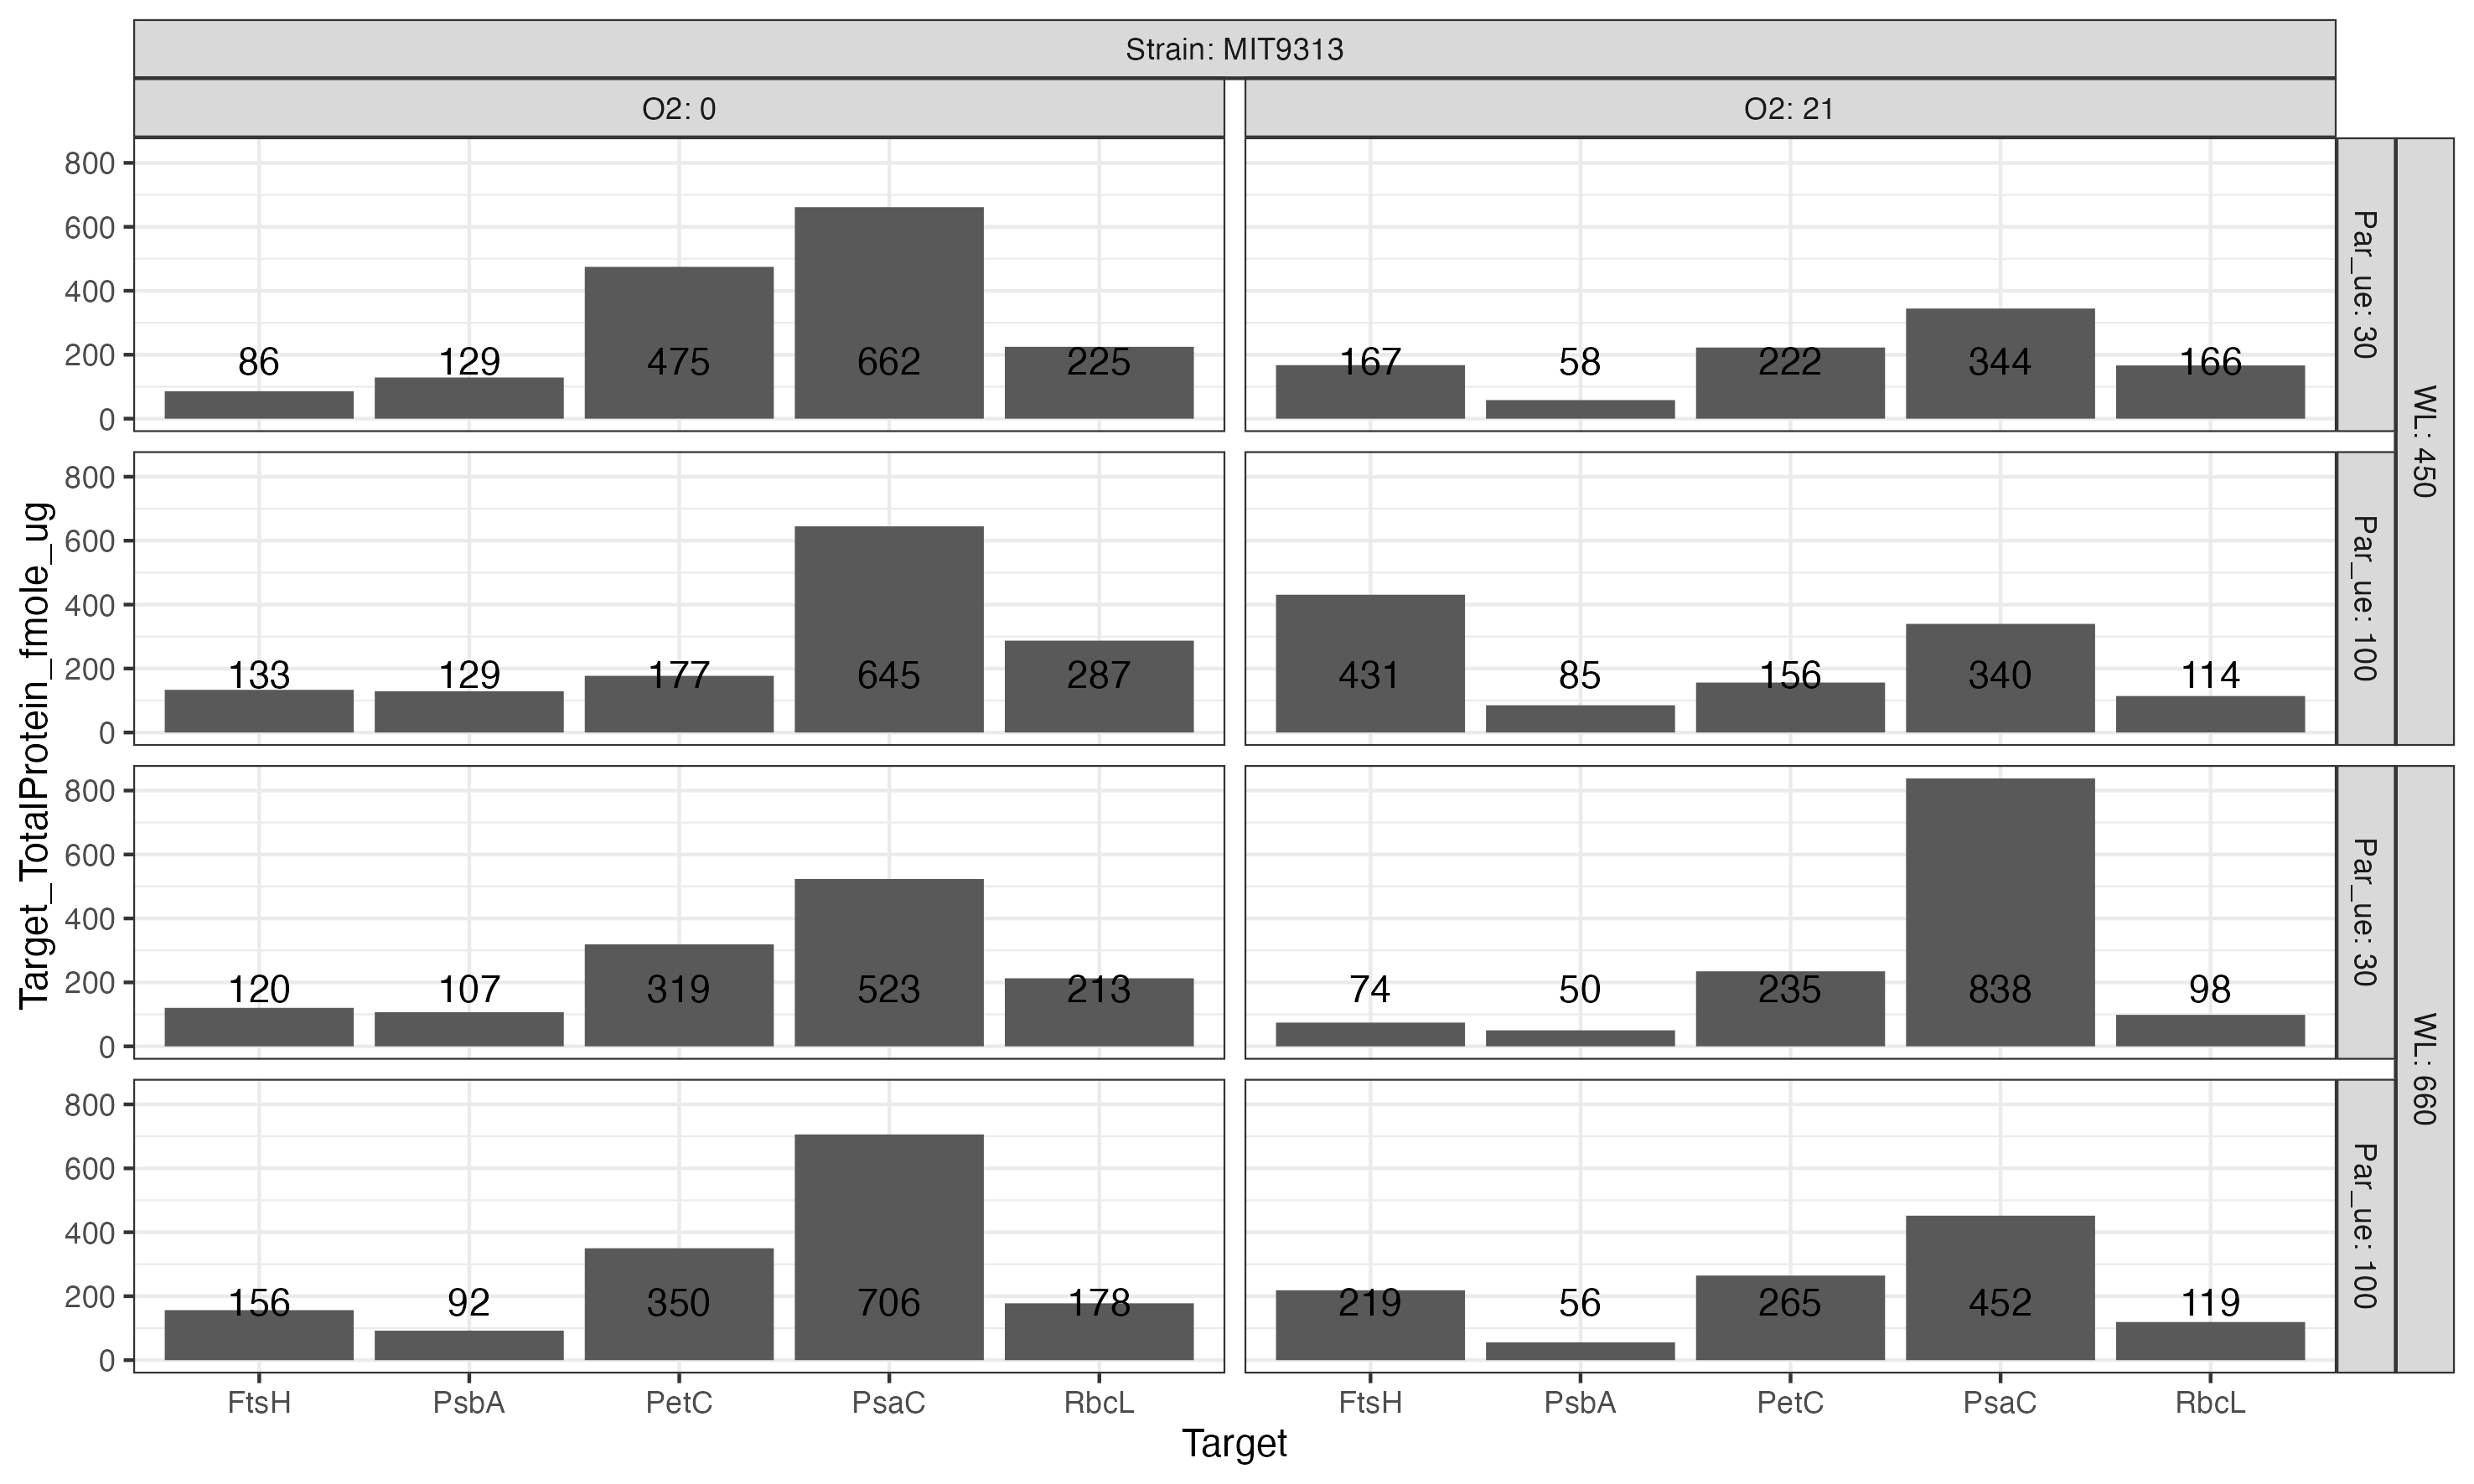 Strain: MIT9313
O2: 0
O2: 21
800
600
400
200
0
86
129
475
662
225
167
58
222
344
166
Par_ue: 30
WL: 450
800
600
400
200
0
133
129
177
645
287
431
85
156
340
114
Par_ue: 100
Target_TotalProtein_fmole_ug
800
600
400
200
0
120
107
319
523
213
74
50
235
838
98
Par_ue: 30
WL: 660
800
600
400
200
0
156
92
350
706
178
219
56
265
452
119
Par_ue: 100
FtsH
PsbA
PetC
PsaC
RbcL
FtsH
PsbA
PetC
PsaC
RbcL
Target